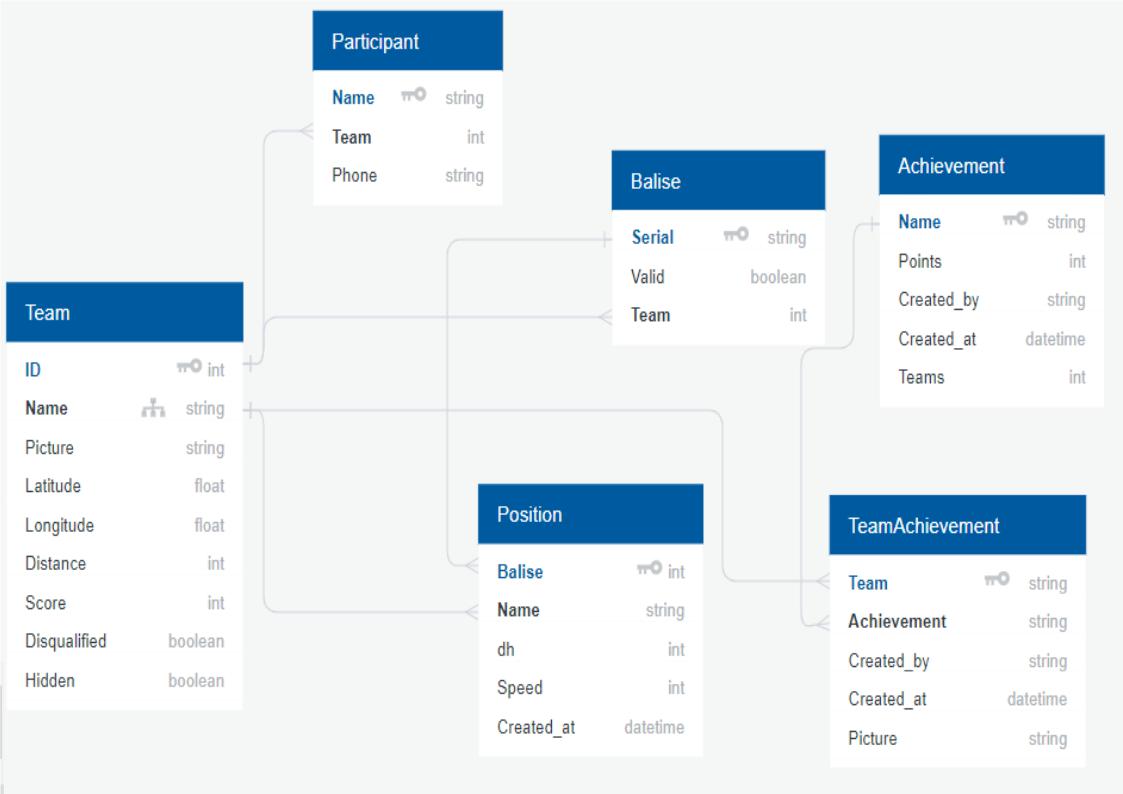 Participant
Name string
Team int
Phone string
Balise
Serial string
Valid boolean
Team int
Achievement
Name string
Points int
Created_by string
Created_at datetime
Teams int
Team
ID int
Name string
Picture string
Latitude float
Longitude float
Distance int
Score int
Disqualified boolean
Hidden boolean
Position
Balise int
Name string
dh int
Speed int
Created_at datetime
TeamAchievement
Team string
Achievement string
Created_by string
Created_at datetime
Picture string